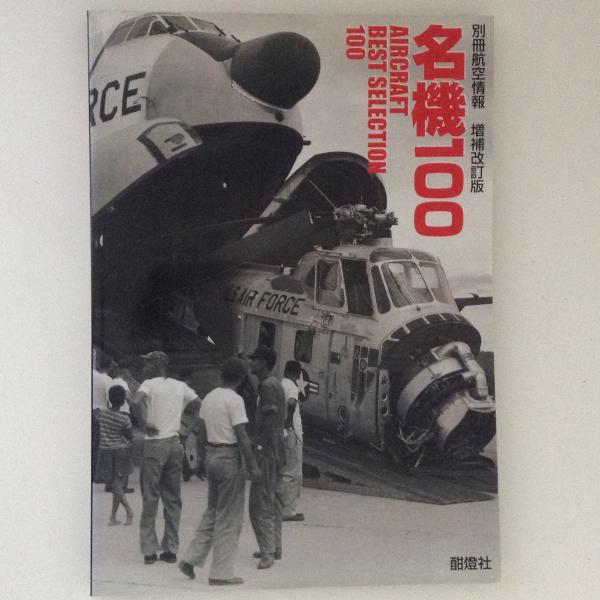 別冊航空情報 増補改訂版
名機100
AIRCRAFT
BEST SELECTION
100
RCE
U.S. AIR FORCE
酣燈社